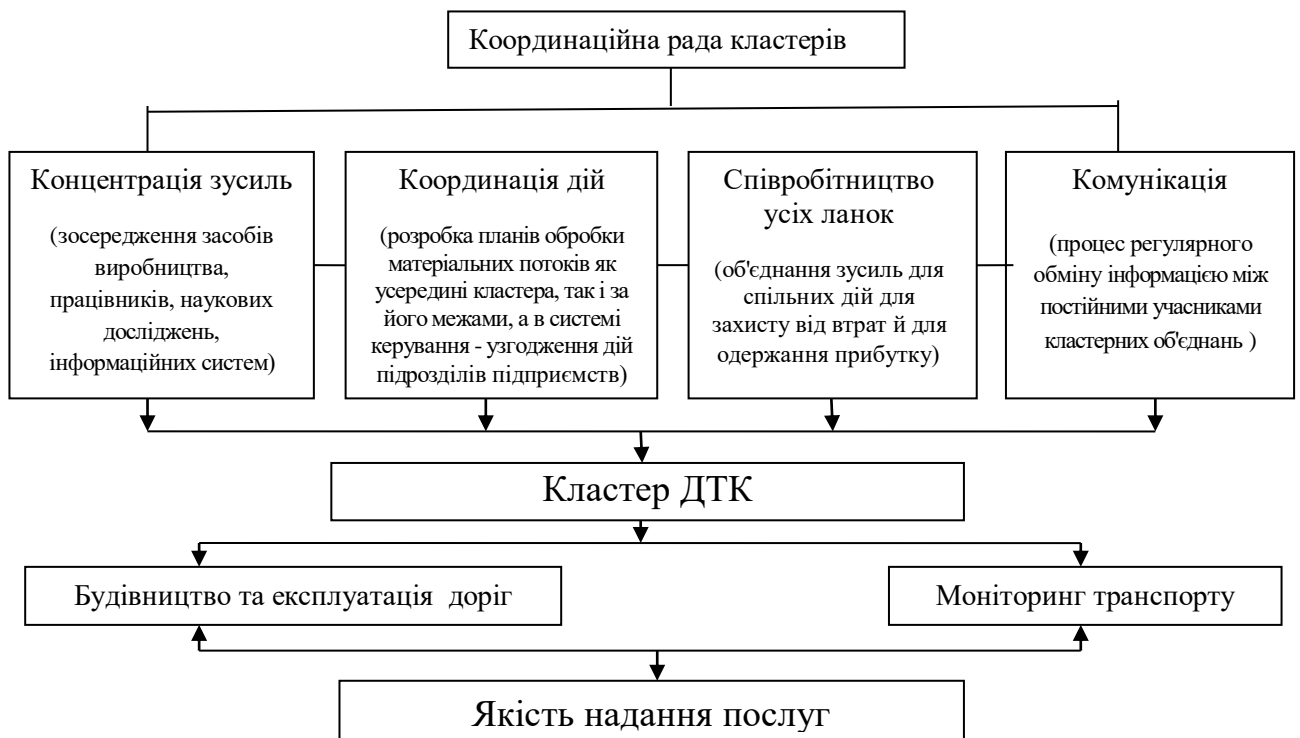 Координаційна рада кластерів
Концентрація зусиль
(зосередження засобів
виробництва,
працівників, наукових
досліджень,
інформаційних систем)
Координація дій
(розробка планів обробки
матеріальних потоків як
усередині кластера, так і за
його межами, а в системі
керування - узгодження дій
підрозділів підприємств)
Співробітництво
усіх ланок
(об'єднання зусиль для
спільних дій для
захисту від втрат й для
одержання прибутку)
Комунікація
(процес регулярного
обміну інформацією між
постійними учасниками
кластерних об'єднань )
Кластер ДТК
Будівництво та експлуатація доріг
Моніторинг транспорту
Якість надання послуг